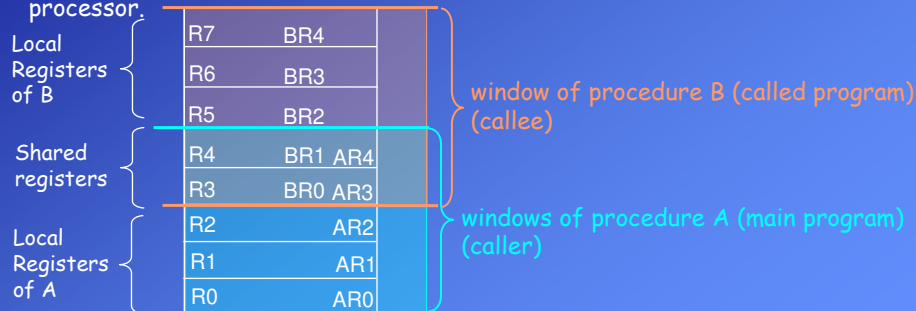 processor.
Local
Registers
of B
R7 BR4
R6 BR3
R5 BR2
window of procedure B (called program)
(callee)
Shared
registers
R4 BR1 AR4
R3 BR0 AR3
Local
Registers
of A
R2 AR2
R1 AR1
R0 AR0
windows of procedure A (main program)
(caller)